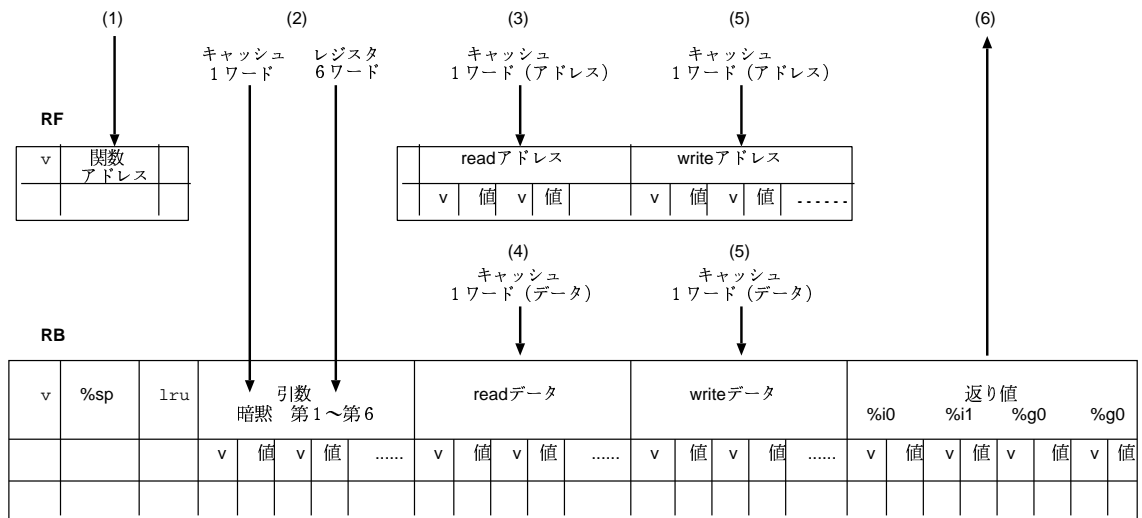 (1) (2) (3) (5) (6)
キャッシュ レジスタ キャッシュ キャッシュ
1ワード 6ワード 1ワード(アドレス) 1ワード(アドレス)
RF
v 関数 readアドレス writeアドレス
アドレス
v 値 v 値 v 値 v 値 ......
(4) (5)
キャッシュ キャッシュ
1ワード(データ) 1ワード(データ)
RB
v %sp lru 引数 readデータ writeデータ 返り値
暗黙 第1〜第6 %i0 %i1 %g0 %g0
v 値 v 値 ...... v 値 v 値 ...... v 値 v 値 ...... v 値 v 値 v 値 v 値